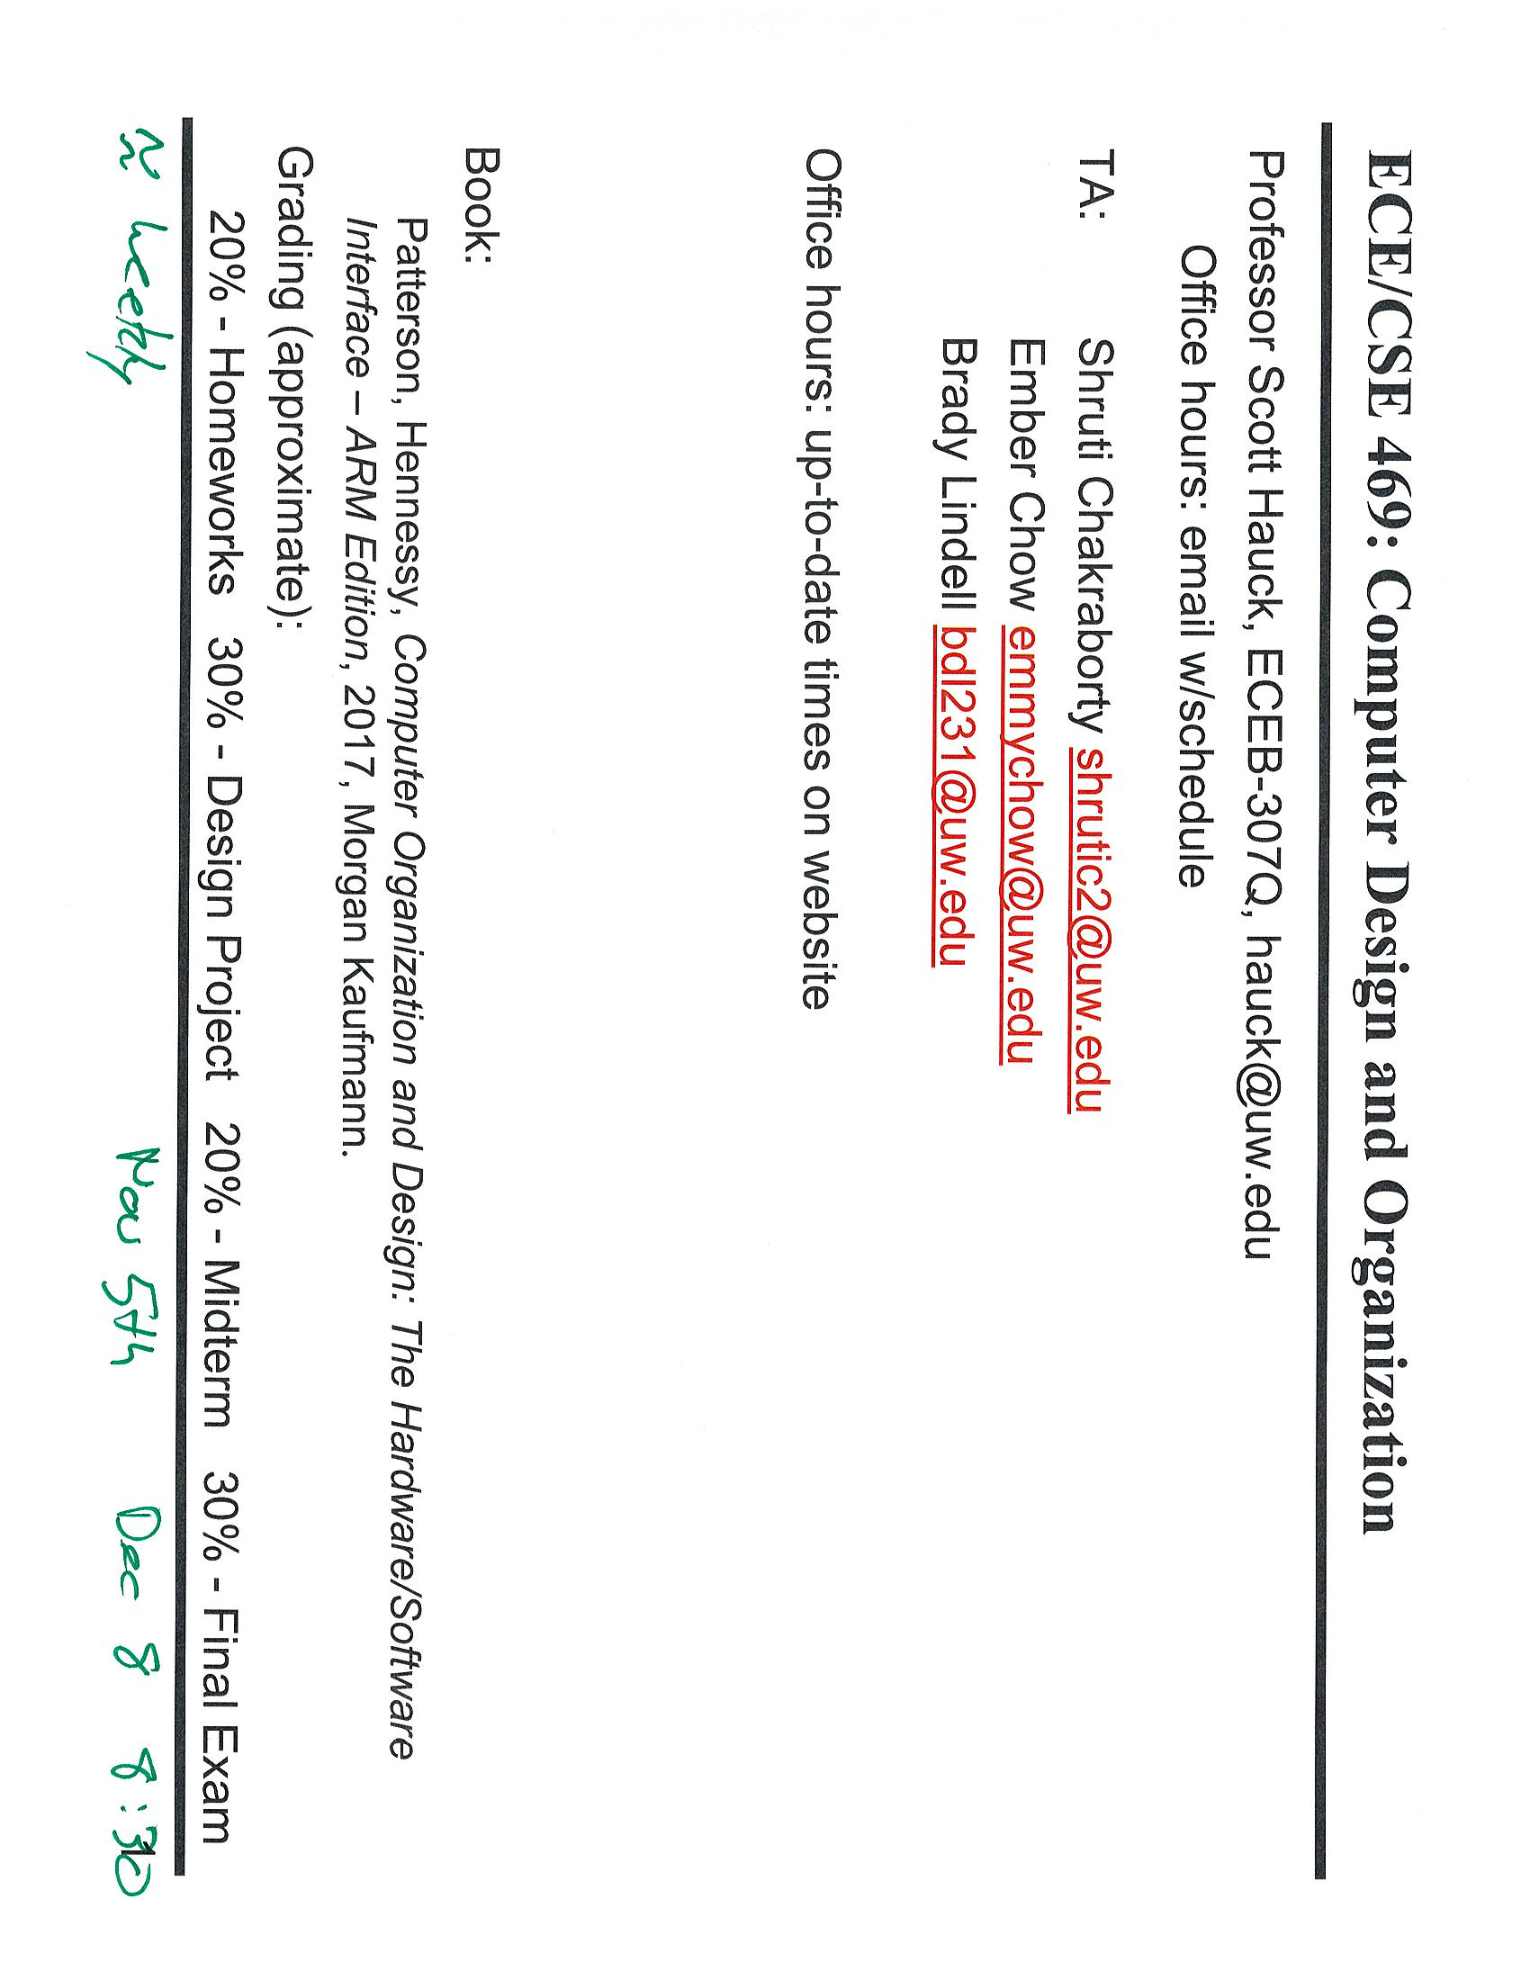 ECE/CSE 469: Computer Design and Organization
Professor Scott Hauck, ECEB-307Q, hauck@uw.edu
Office hours: email w/schedule
TA: Shruti Chakraborty shrutic2@uw.edu
Ember Chow emmychow@uw.edu
Brady Lindell bdl231@uw.edu
Office hours: up-to-date times on website
Book:
Patterson, Hennessy, Computer Organization and Design: The Hardware/Software
Interface – ARM Edition, 2017, Morgan Kaufmann.
Grading (approximate):
20% - Homeworks 30% - Design Project 20% - Midterm 30% - Final Exam
≈ weekly Nov 5th Dec 8 8:30
1